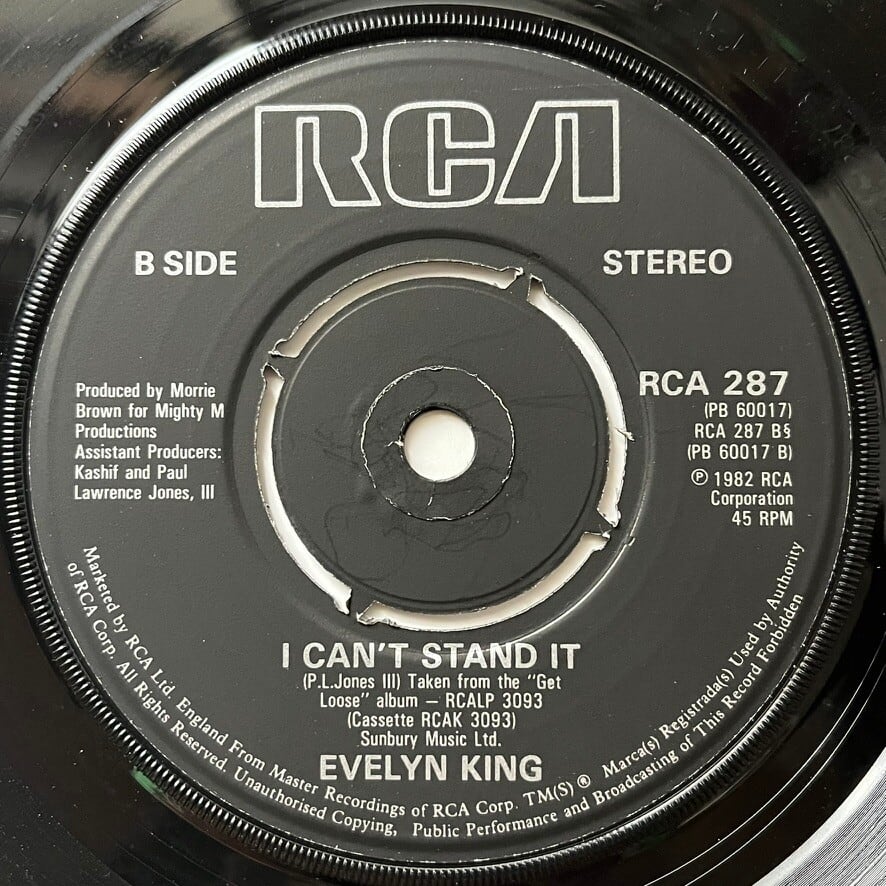 RCA
B SIDE
STEREO
Produced by Morrie
Brown for Mighty M
Productions
Assistant Producers:
Kashif and Paul
Lawrence Jones, III
RCA 287
(PB 60017)
RCA 287 B§
(PB 60017 B)
℗ 1982 RCA
Corporation
45 RPM
I CAN'T STAND IT
(P.L.Jones III) Taken from the "Get
Loose" album – RCALP 3093
(Cassette RCAK 3093)
Sunbury Music Ltd.
EVELYN KING
Marketed by RCA Ltd. England From Master Recordings of RCA Corp. TM(S) ® Marca(s) Registrada(s) Used by Authority
of RCA Corp. All Rights Reserved. Unauthorised Copying, Public Performance and Broadcasting of This Record Forbidden